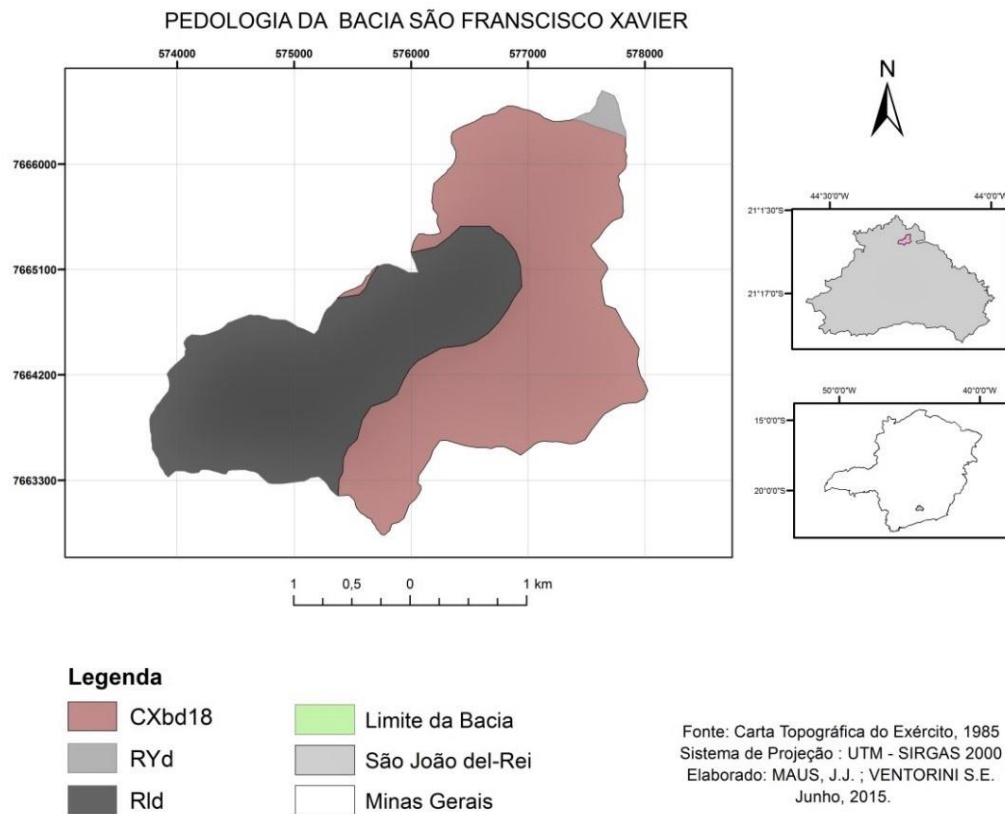 PEDOLOGIA DA BACIA SÃO FRANSCISCO XAVIER
574000 575000 576000 577000 578000
7666000
7665100
7664200
7663300
1 0,5 0 1 km
N
44°30'0"W 44°0'0"W
21°1'30"S
21°17'0"S
50°0'0"W 40°0'0"W
15°0'0"S
20°0'0"S
Legenda
CXbd18
RYd
Rld
Limite da Bacia
São João del-Rei
Minas Gerais
Fonte: Carta Topográfica do Exército, 1985
Sistema de Projeção : UTM - SIRGAS 2000
Elaborado: MAUS, J.J. ; VENTORINI S.E.
Junho, 2015.